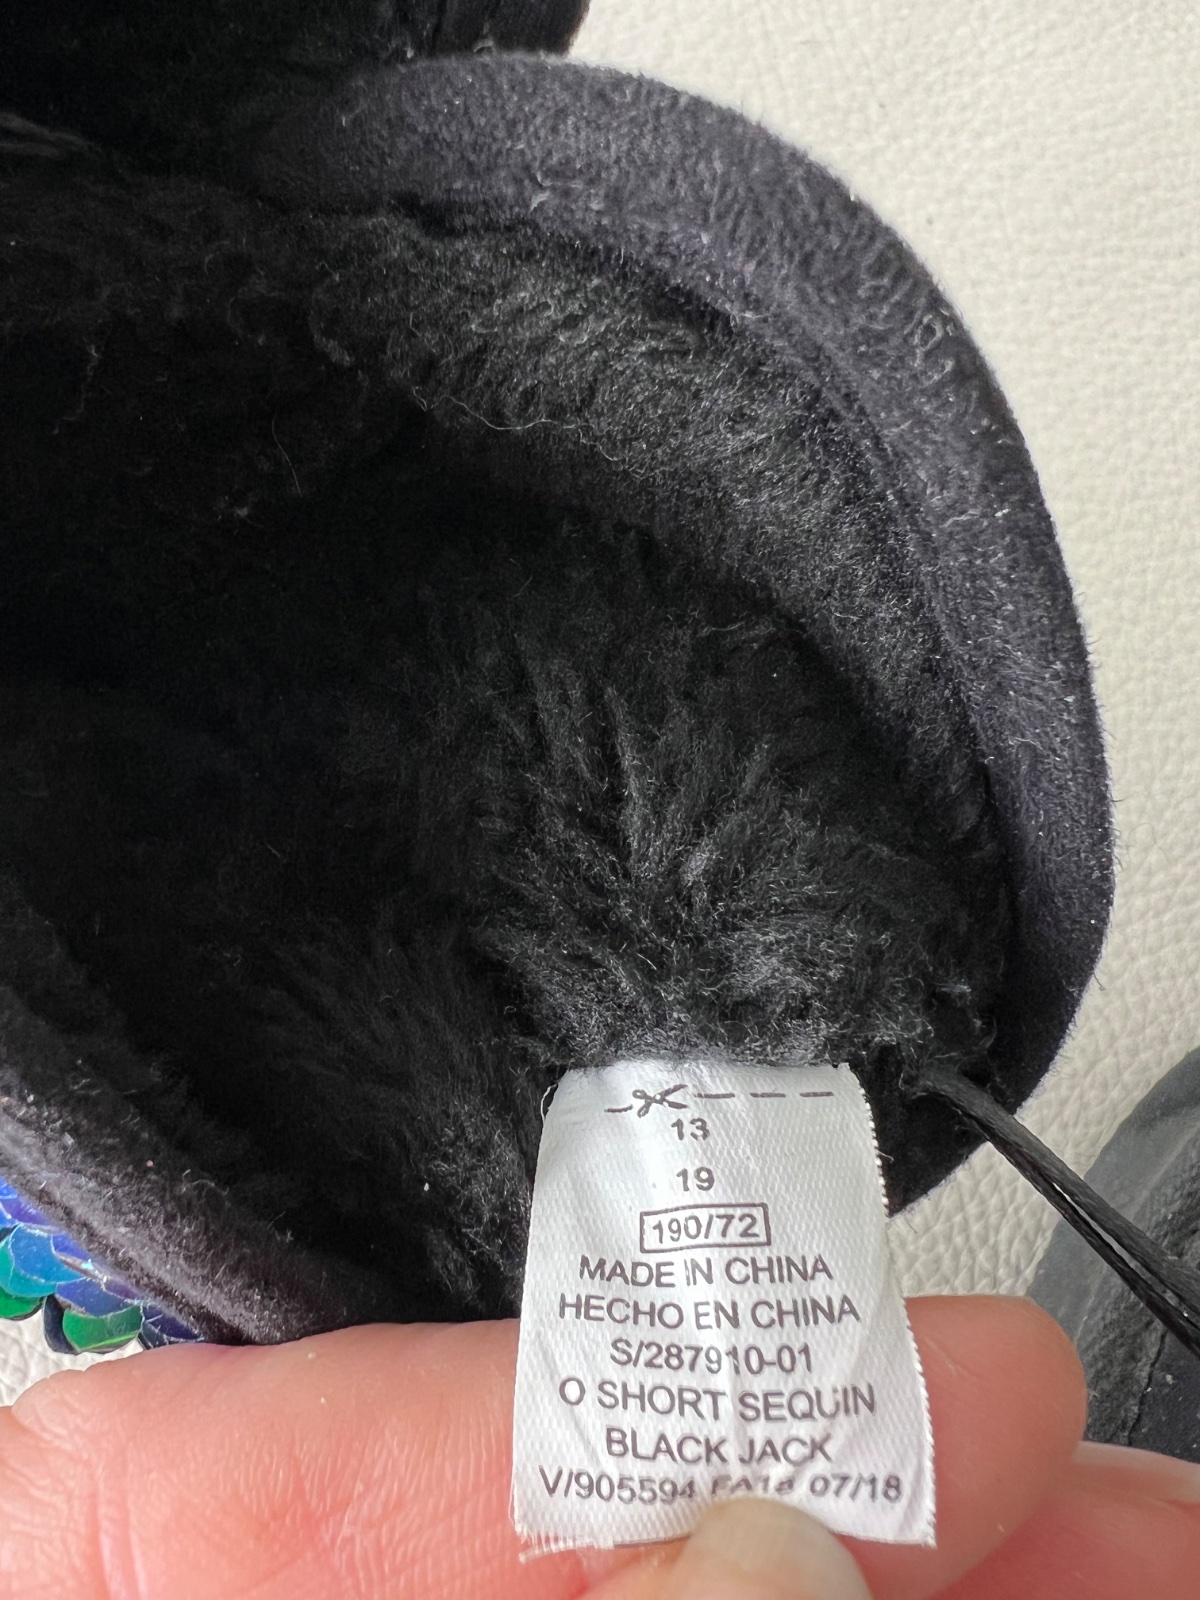 13
19
190/72
MADE IN CHINA
HECHO EN CHINA
S/287910-01
O SHORT SEQUIN
BLACK JACK
V/905594 FA18 07/18